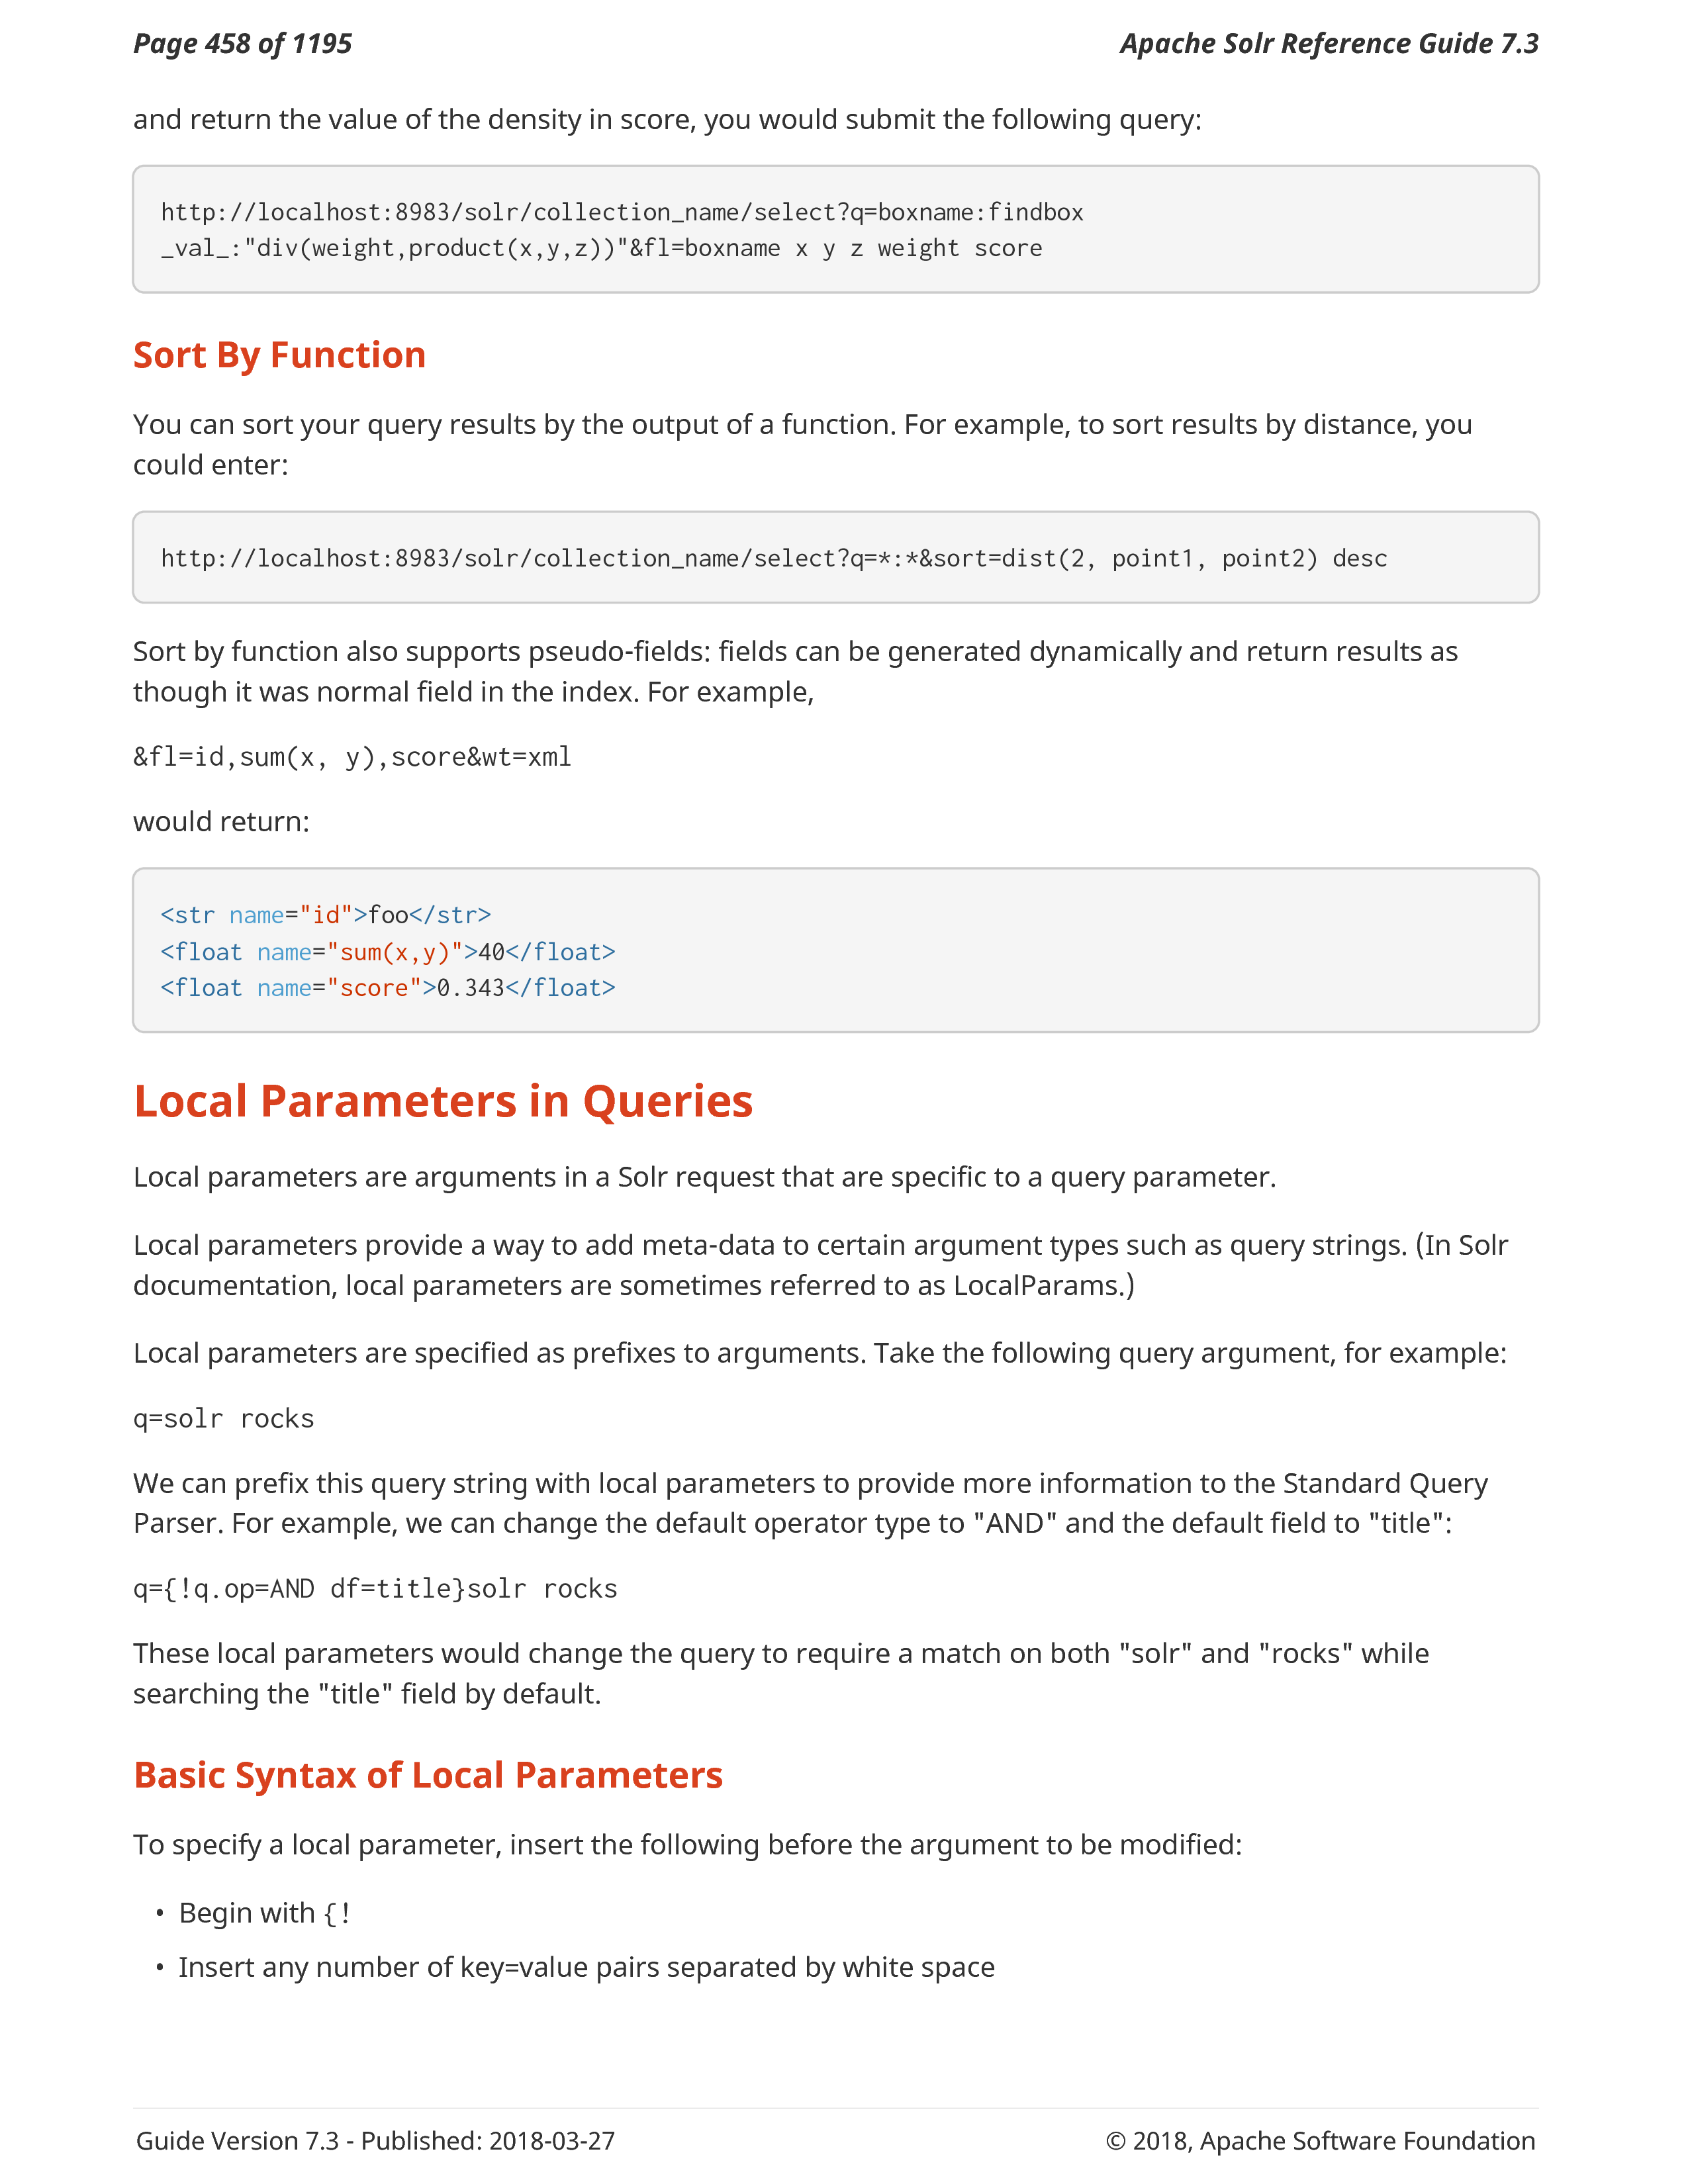 Page 458 of 1195
Apache Solr Reference Guide 7.3
and return the value of the density in score, you would submit the following query:
http://localhost:8983/solr/collection_name/select?q=boxname:findbox
_val_:"div(weight,product(x,y,z))"&fl=boxname x y z weight score
Sort By Function
You can sort your query results by the output of a function. For example, to sort results by distance, you
could enter:
http://localhost:8983/solr/collection_name/select?q=*:*&sort=dist(2, point1, point2) desc
Sort by function also supports pseudo-fields: fields can be generated dynamically and return results as
though it was normal field in the index. For example,
&fl=id,sum(x, y),score&wt=xml
would return:
<str name="id">foo</str>
<float name="sum(x,y)">40</float>
<float name="score">0.343</float>
Local Parameters in Queries
Local parameters are arguments in a Solr request that are specific to a query parameter.
Local parameters provide a way to add meta-data to certain argument types such as query strings. (In Solr
documentation, local parameters are sometimes referred to as LocalParams.)
Local parameters are specified as prefixes to arguments. Take the following query argument, for example:
q=solr rocks
We can prefix this query string with local parameters to provide more information to the Standard Query
Parser. For example, we can change the default operator type to "AND" and the default field to "title":
q={!q.op=AND df=title}solr rocks
These local parameters would change the query to require a match on both "solr" and "rocks" while
searching the "title" field by default.
Basic Syntax of Local Parameters
To specify a local parameter, insert the following before the argument to be modified:
• Begin with {!
• Insert any number of key=value pairs separated by white space
Guide Version 7.3 - Published: 2018-03-27
© 2018, Apache Software Foundation